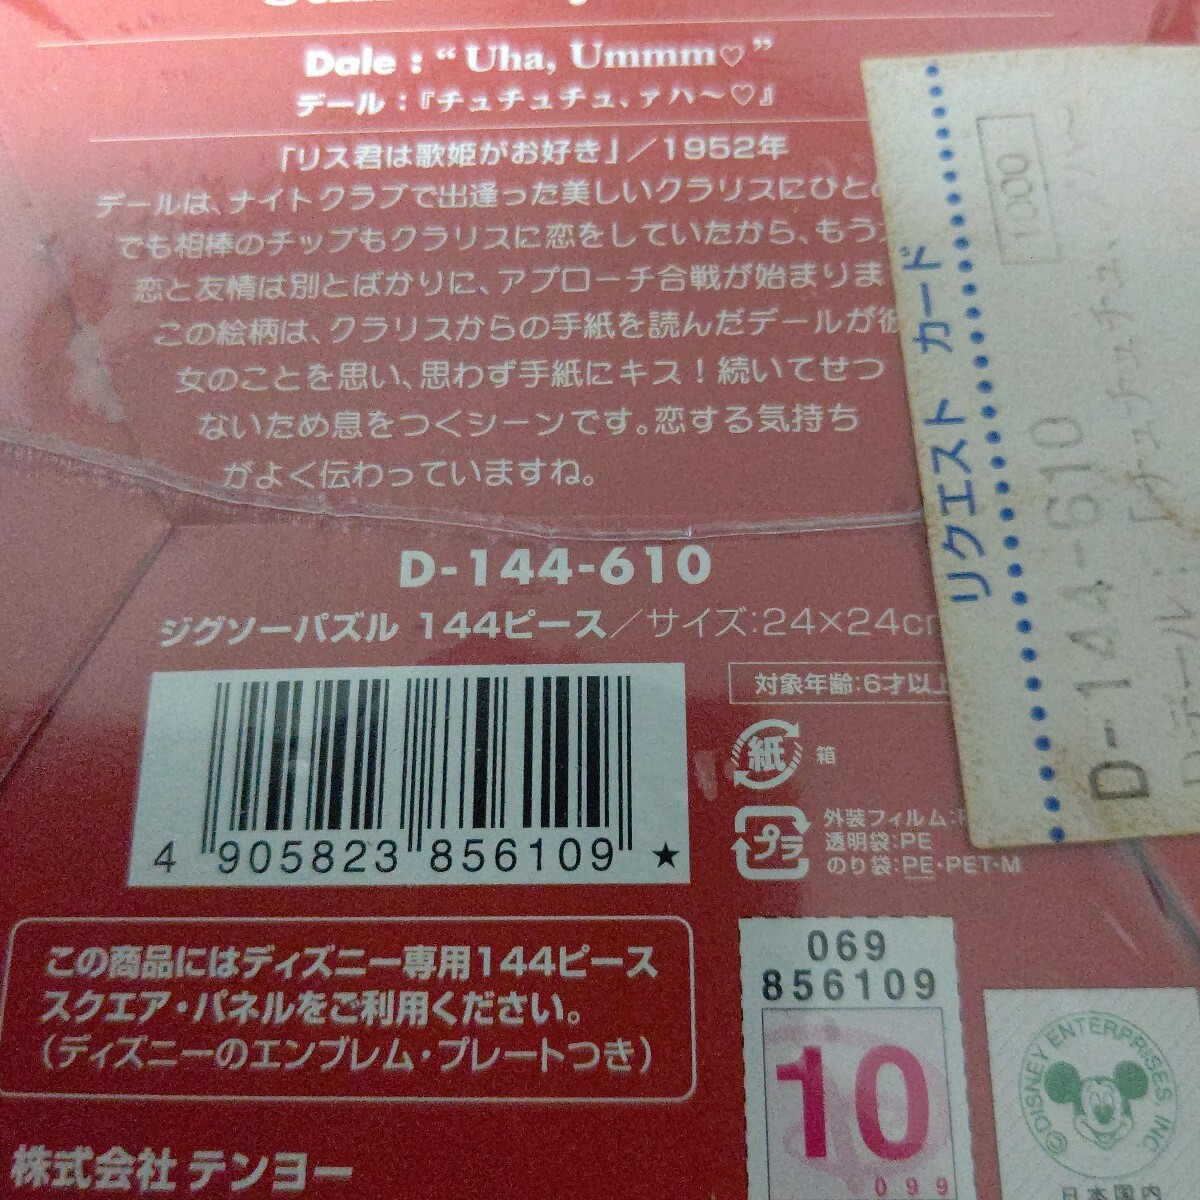 Dale : “Uha, Ummm♡”
デール：『チュチュチュ、ァハ〜♡』
「リス君は歌姫がお好き」／1952年
デールは、ナイトクラブで出逢った美しいクラリスにひと
でも相棒のチップもクラリスに恋をしていたから、もう
恋と友情は別とばかりに、アプローチ合戦が始まりま
この絵柄は、クラリスからの手紙を読んだデールが彼
女のことを思い、思わず手紙にキス！続いてせつ
ないため息をつくシーンです。恋する気持ち
がよく伝わっていますね。
D-144-610
ジグソーパズル 144ピース／サイズ：24×24cm
対象年齢：6才以上
紙 箱
プラ
外装フィルム：P
透明袋：PE
のり袋：PE・PET-M
4 905823 856109 ★
この商品にはディズニー専用144ピース
スクエア・パネルをご利用ください。
（ディズニーのエンブレム・プレートつき）
株式会社 テンヨー
069
856109
10
099
©DISNEY ENTERPRISES, INC
日本国内
リクエスト カード
1000
D-144-610
デール：『チュチュチュ、